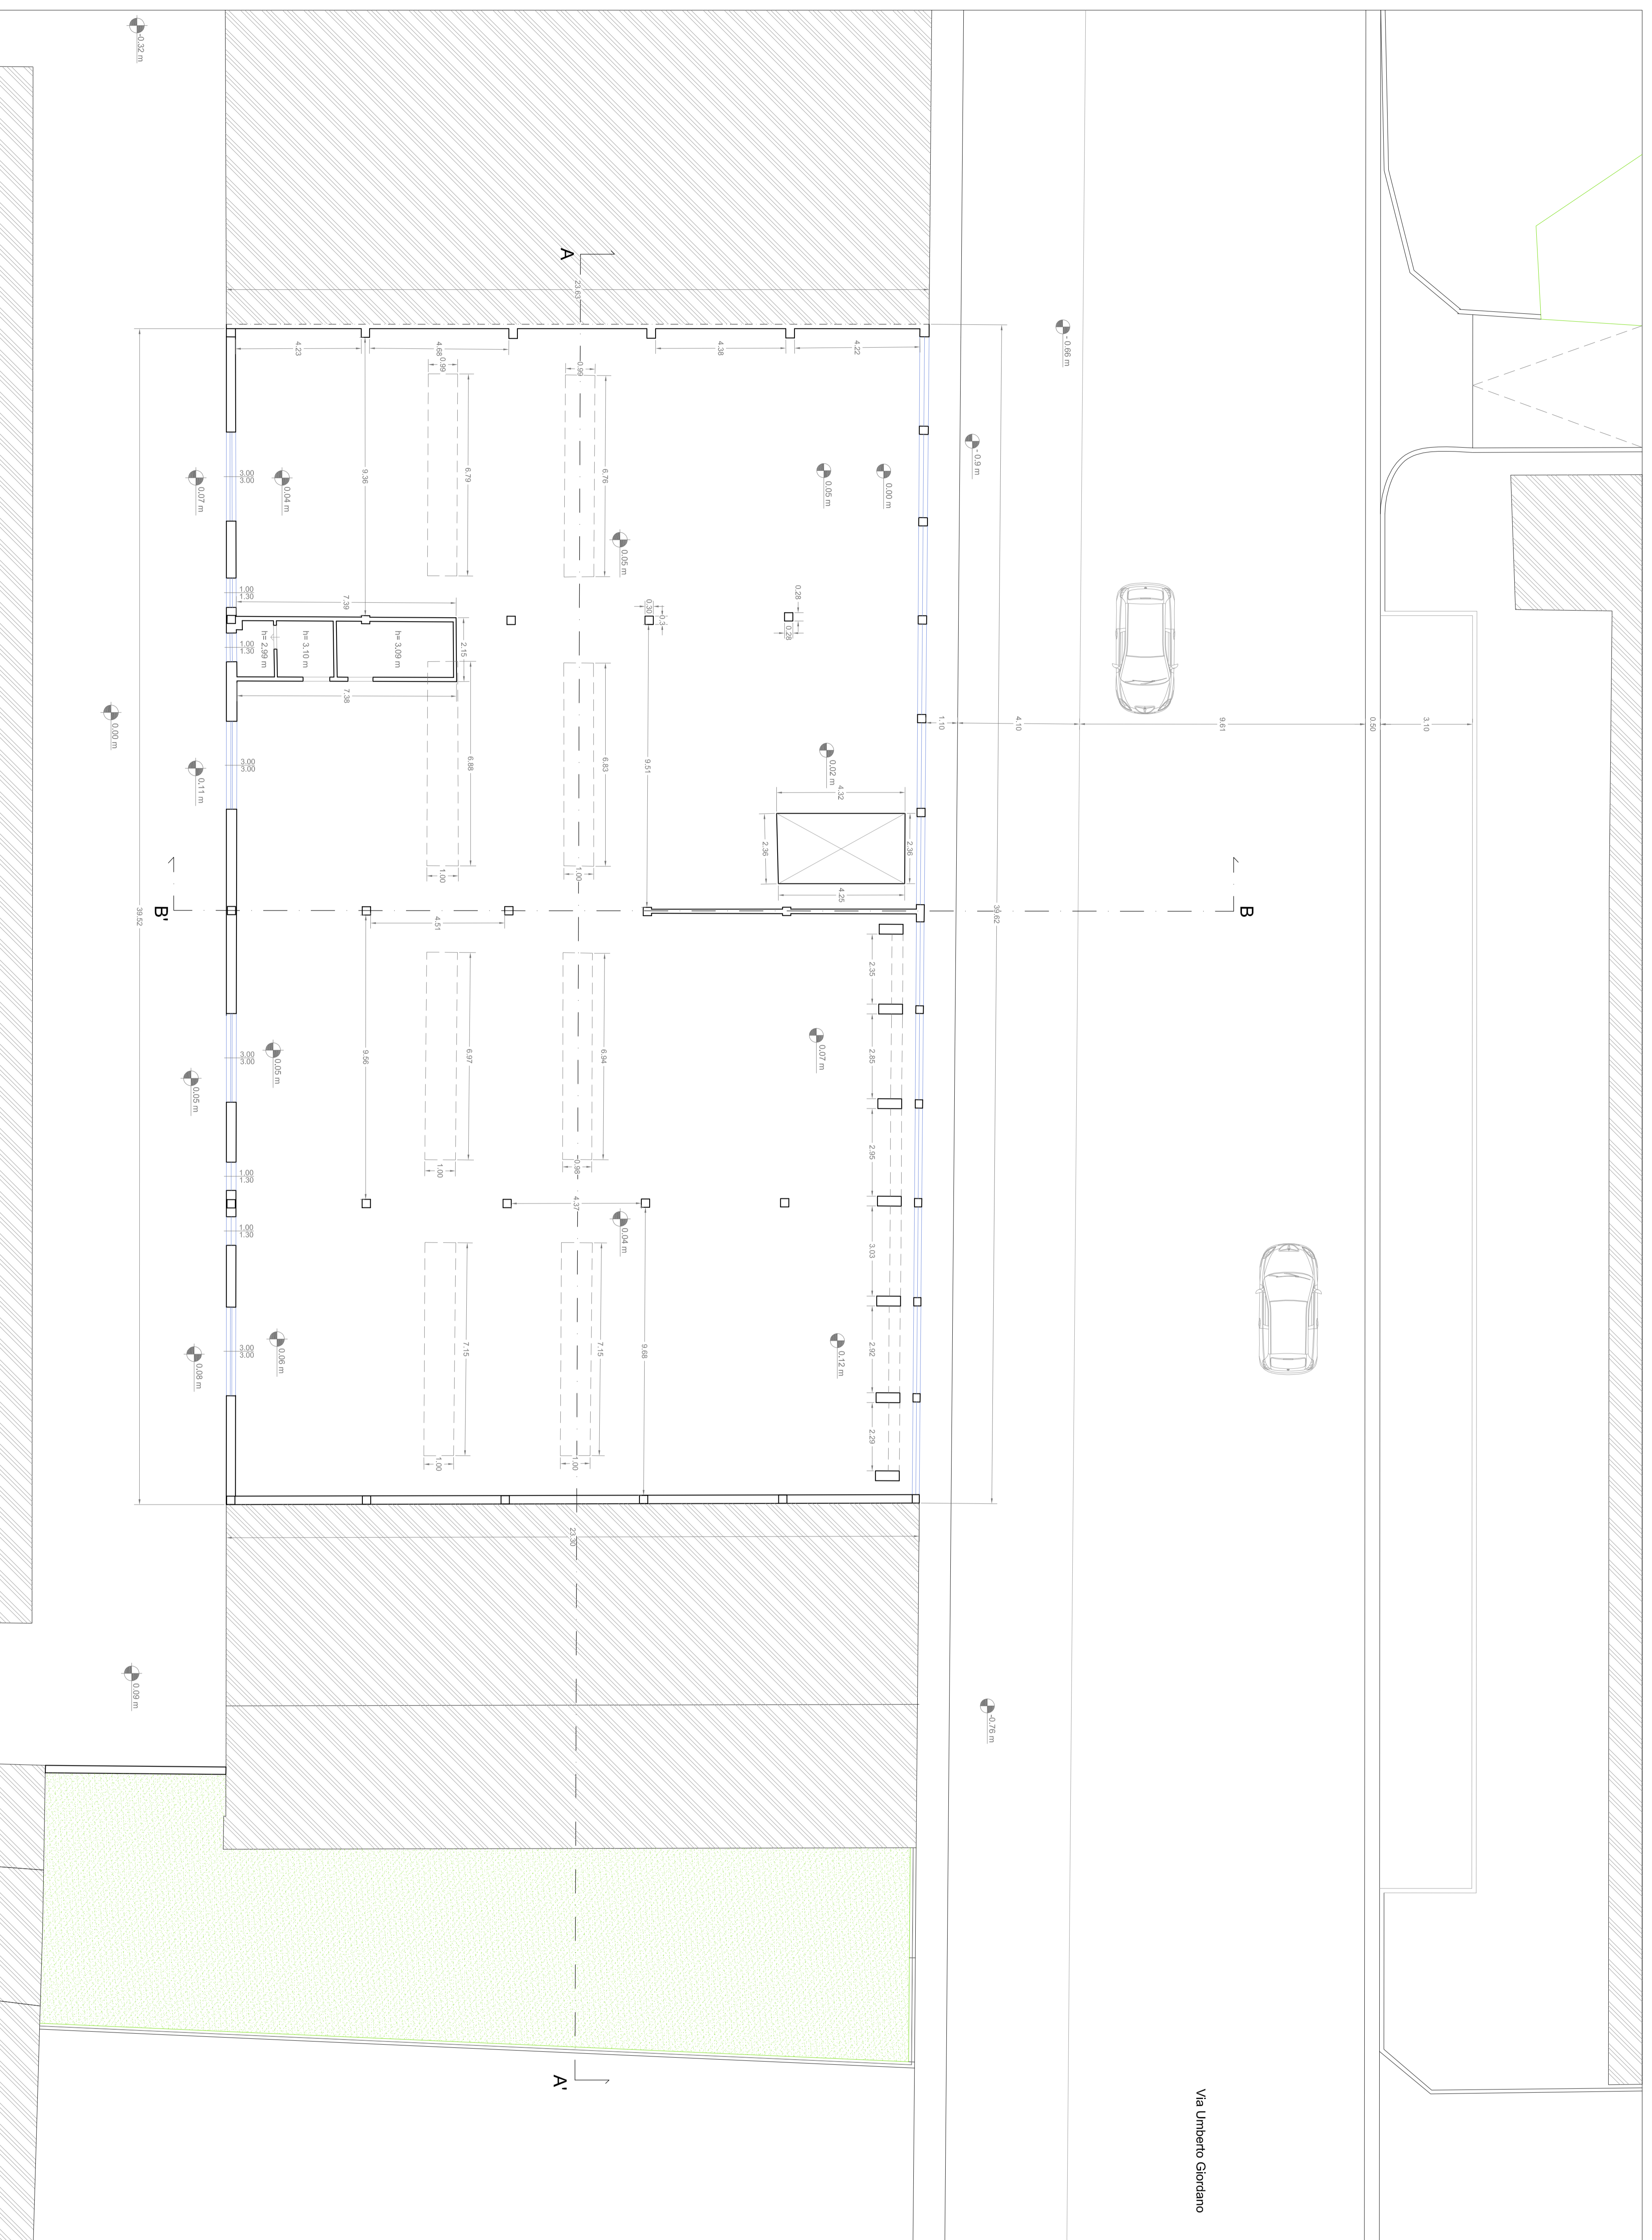 -0.32 m
A
23.63
- 0.66 m
4.23
4.68
0.99
0.99
4.38
4.22
9.36
6.79
6.76
- 0.9 m
0.07 m
3.00
3.00
0.04 m
0.05 m
0.00 m
0.05 m
1.00
1.30
7.39
0.30
0.3
0.28
0.28
h= 2,99 m
h= 3.10 m
h= 3,09 m
2.15
1.00
1.30
7.38
0.00 m
1.10
4.10
9.61
0.50
3.10
0.11 m
3.00
3.00
6.88
6.83
9.51
0.02 m
4.32
2.36
2.36
1.00
1.00
4.25
B'
39.52
4.51
39.62
B
2.35
0.05 m
3.00
3.00
0.05 m
9.56
6.97
6.94
0.07 m
2.85
1.00
0.98
2.95
1.00
1.30
4.37
0.04 m
1.00
1.30
3.03
0.08 m
3.00
3.00
0.06 m
7.15
7.15
9.68
0.12 m
2.92
2.29
1.00
1.00
23.30
0.09 m
-0.76 m
A'
Via Umberto Giordano